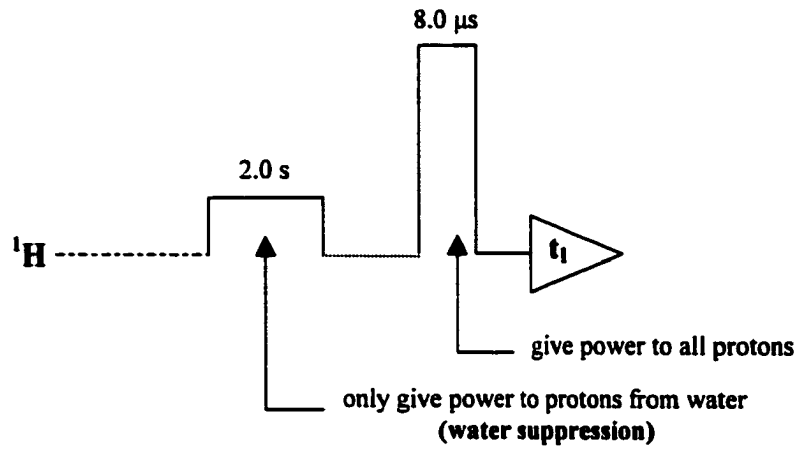 8.0 μs
2.0 s
¹H
t₁
give power to all protons
only give power to protons from water
(water suppression)